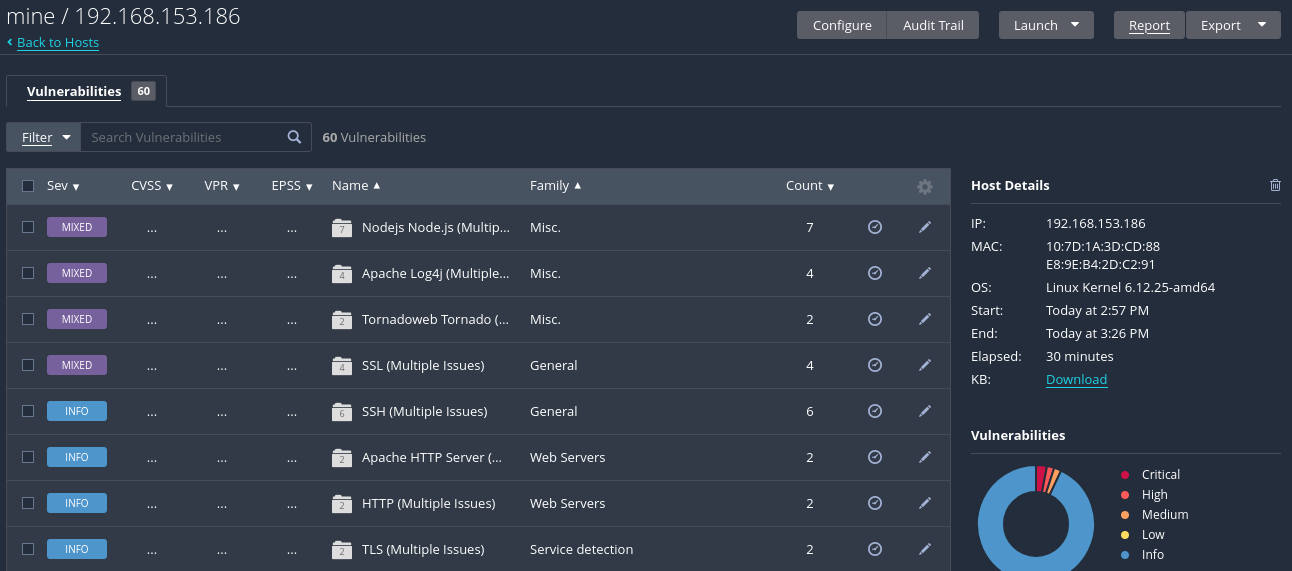 mine / 192.168.153.186
Back to Hosts
Configure Audit Trail Launch Report Export
Vulnerabilities 60
Filter Search Vulnerabilities 60 Vulnerabilities
Sev CVSS VPR EPSS Name Family Count
MIXED ... ... ... 7 Nodejs Node.js (Multip... Misc. 7
MIXED ... ... ... 4 Apache Log4j (Multiple... Misc. 4
MIXED ... ... ... 2 Tornadoweb Tornado (... Misc. 2
MIXED ... ... ... 4 SSL (Multiple Issues) General 4
INFO ... ... ... 6 SSH (Multiple Issues) General 6
INFO ... ... ... 2 Apache HTTP Server (... Web Servers 2
INFO ... ... ... 2 HTTP (Multiple Issues) Web Servers 2
INFO ... ... ... 2 TLS (Multiple Issues) Service detection 2
Host Details
IP: 192.168.153.186
MAC: 10:7D:1A:3D:CD:88
E8:9E:B4:2D:C2:91
OS: Linux Kernel 6.12.25-amd64
Start: Today at 2:57 PM
End: Today at 3:26 PM
Elapsed: 30 minutes
KB: Download
Vulnerabilities
Critical
High
Medium
Low
Info